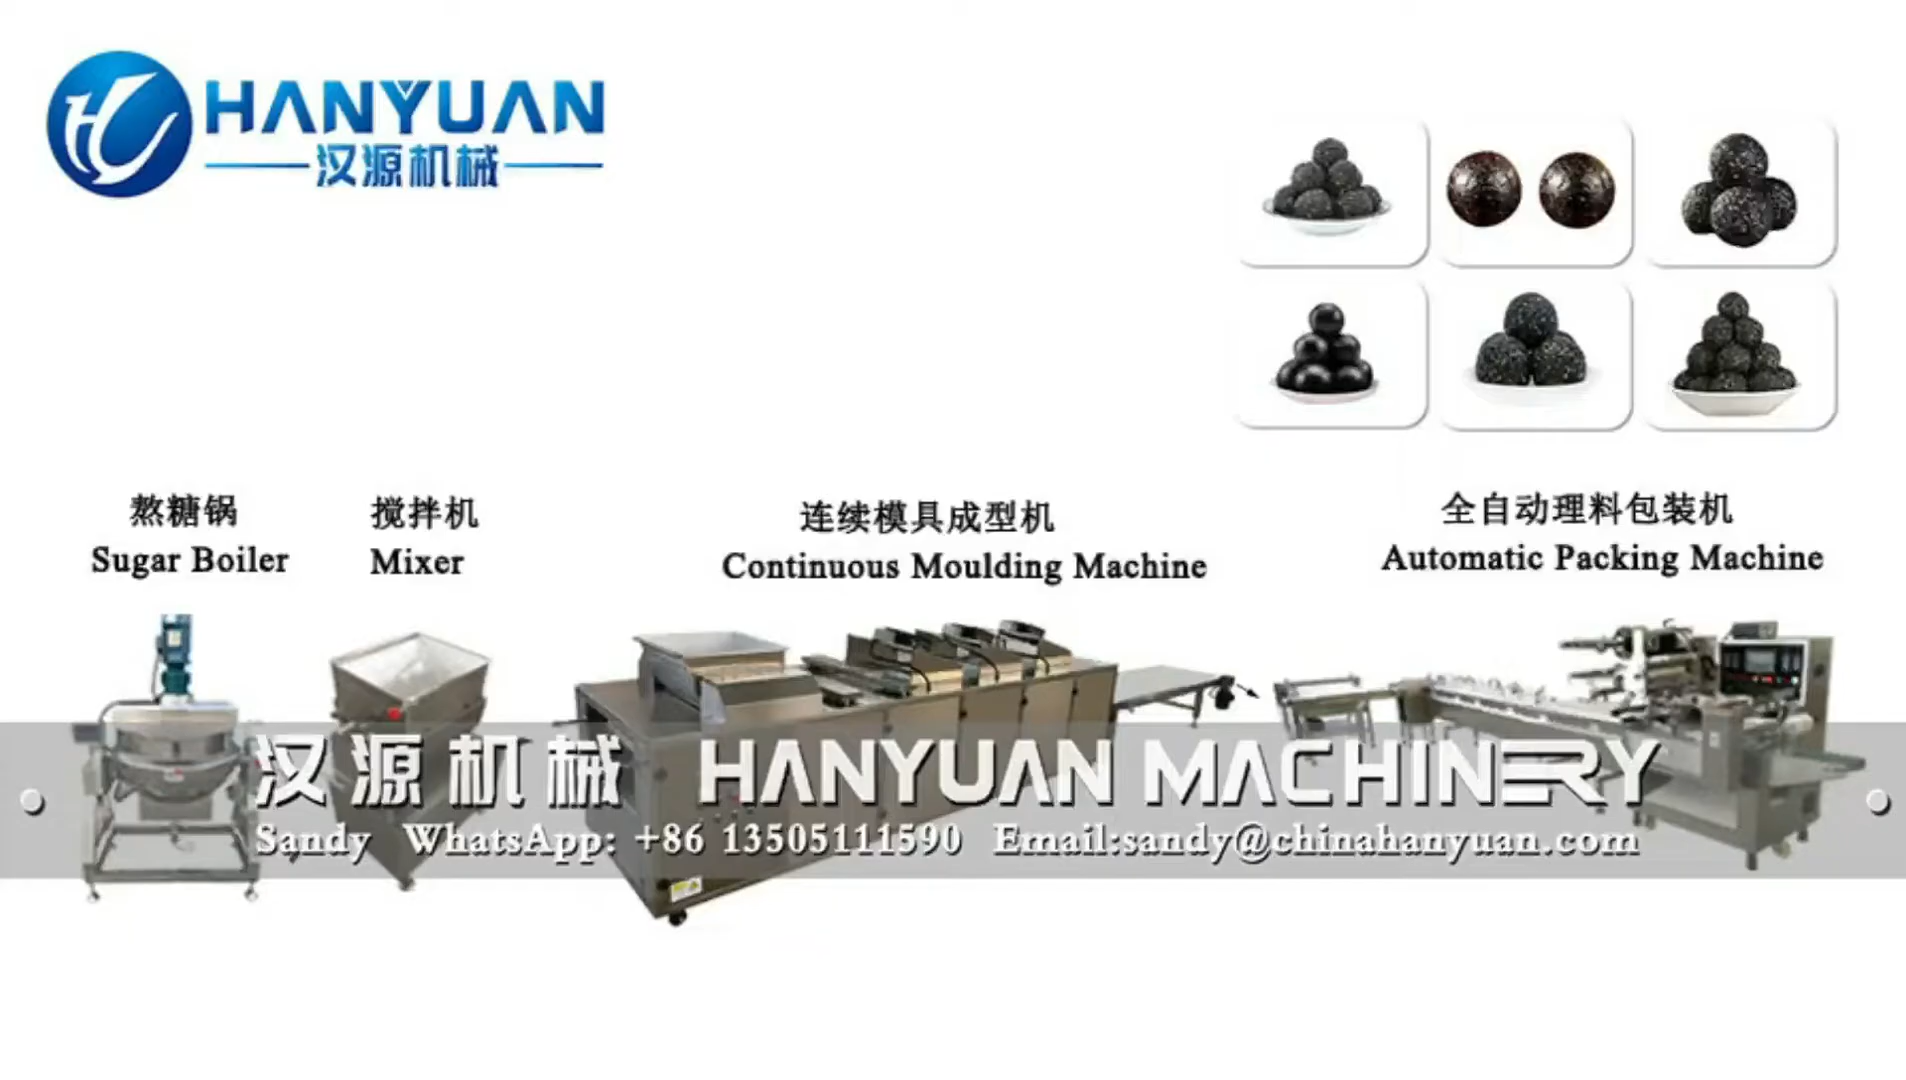 HANYUAN
汉源机械
熬糖锅
Sugar Boiler
搅拌机
Mixer
连续模具成型机
Continuous Moulding Machine
全自动理料包装机
Automatic Packing Machine
汉源机械 HANYUAN MACHINERY
Sandy WhatsApp: +86 13505111590 Email:sandy@chinahanyuan.com